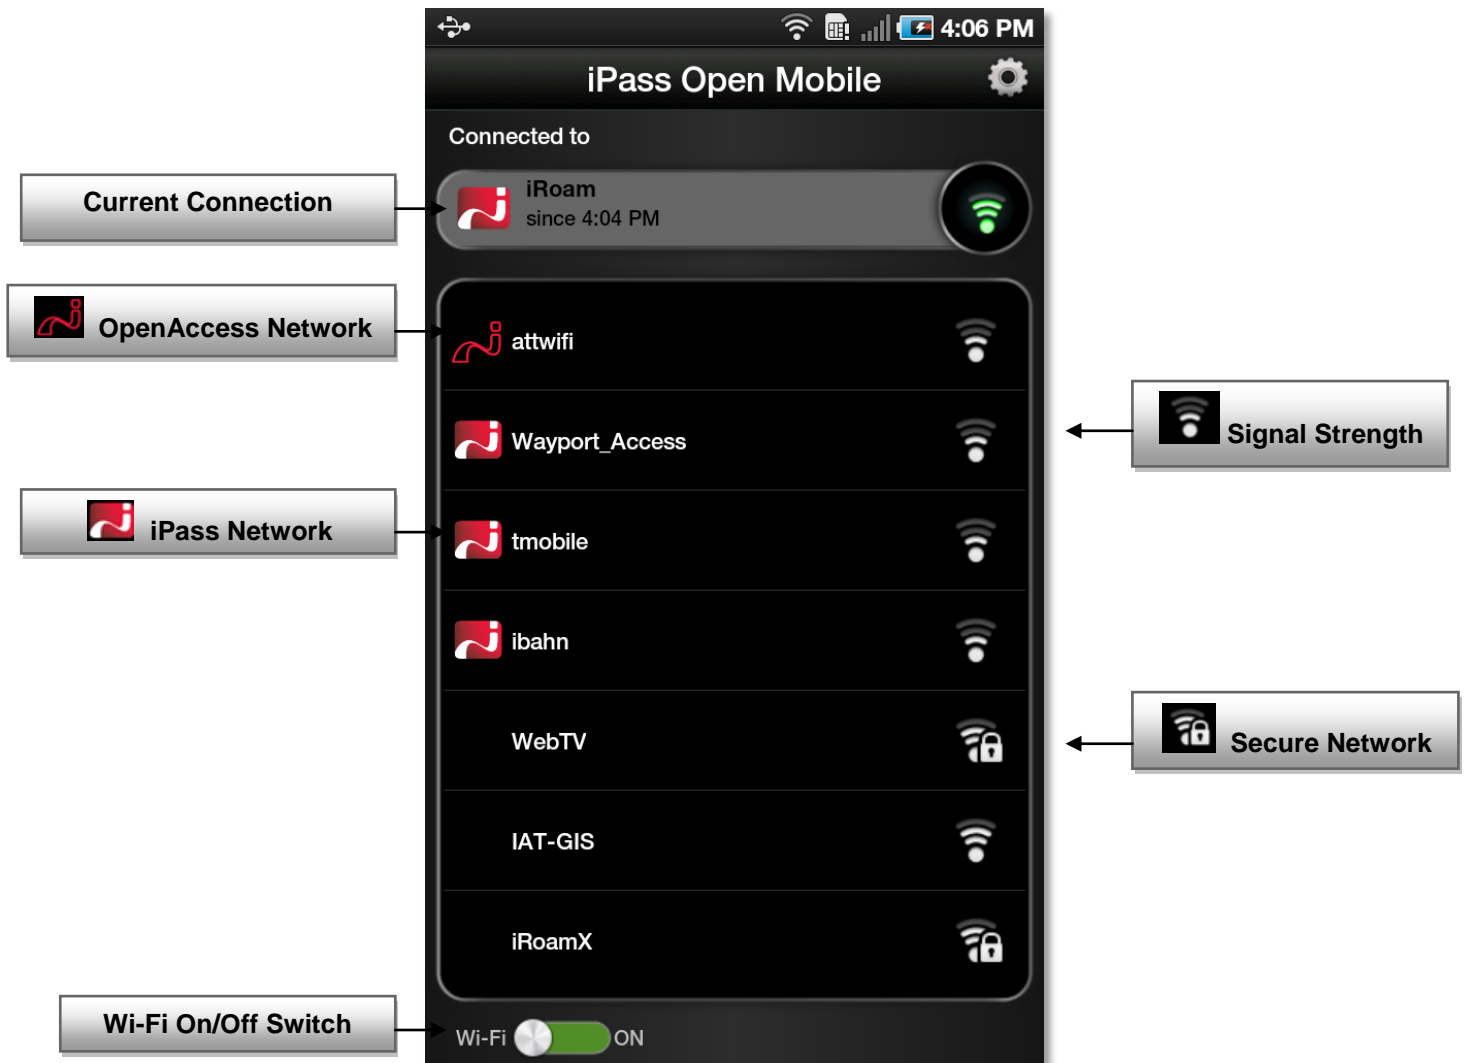 4:06 PM
iPass Open Mobile
Connected to
Current Connection
iRoam
since 4:04 PM
OpenAccess Network
attwifi
Wayport_Access
Signal Strength
iPass Network
tmobile
ibahn
WebTV
Secure Network
IAT-GIS
iRoamX
Wi-Fi On/Off Switch
Wi-Fi ON